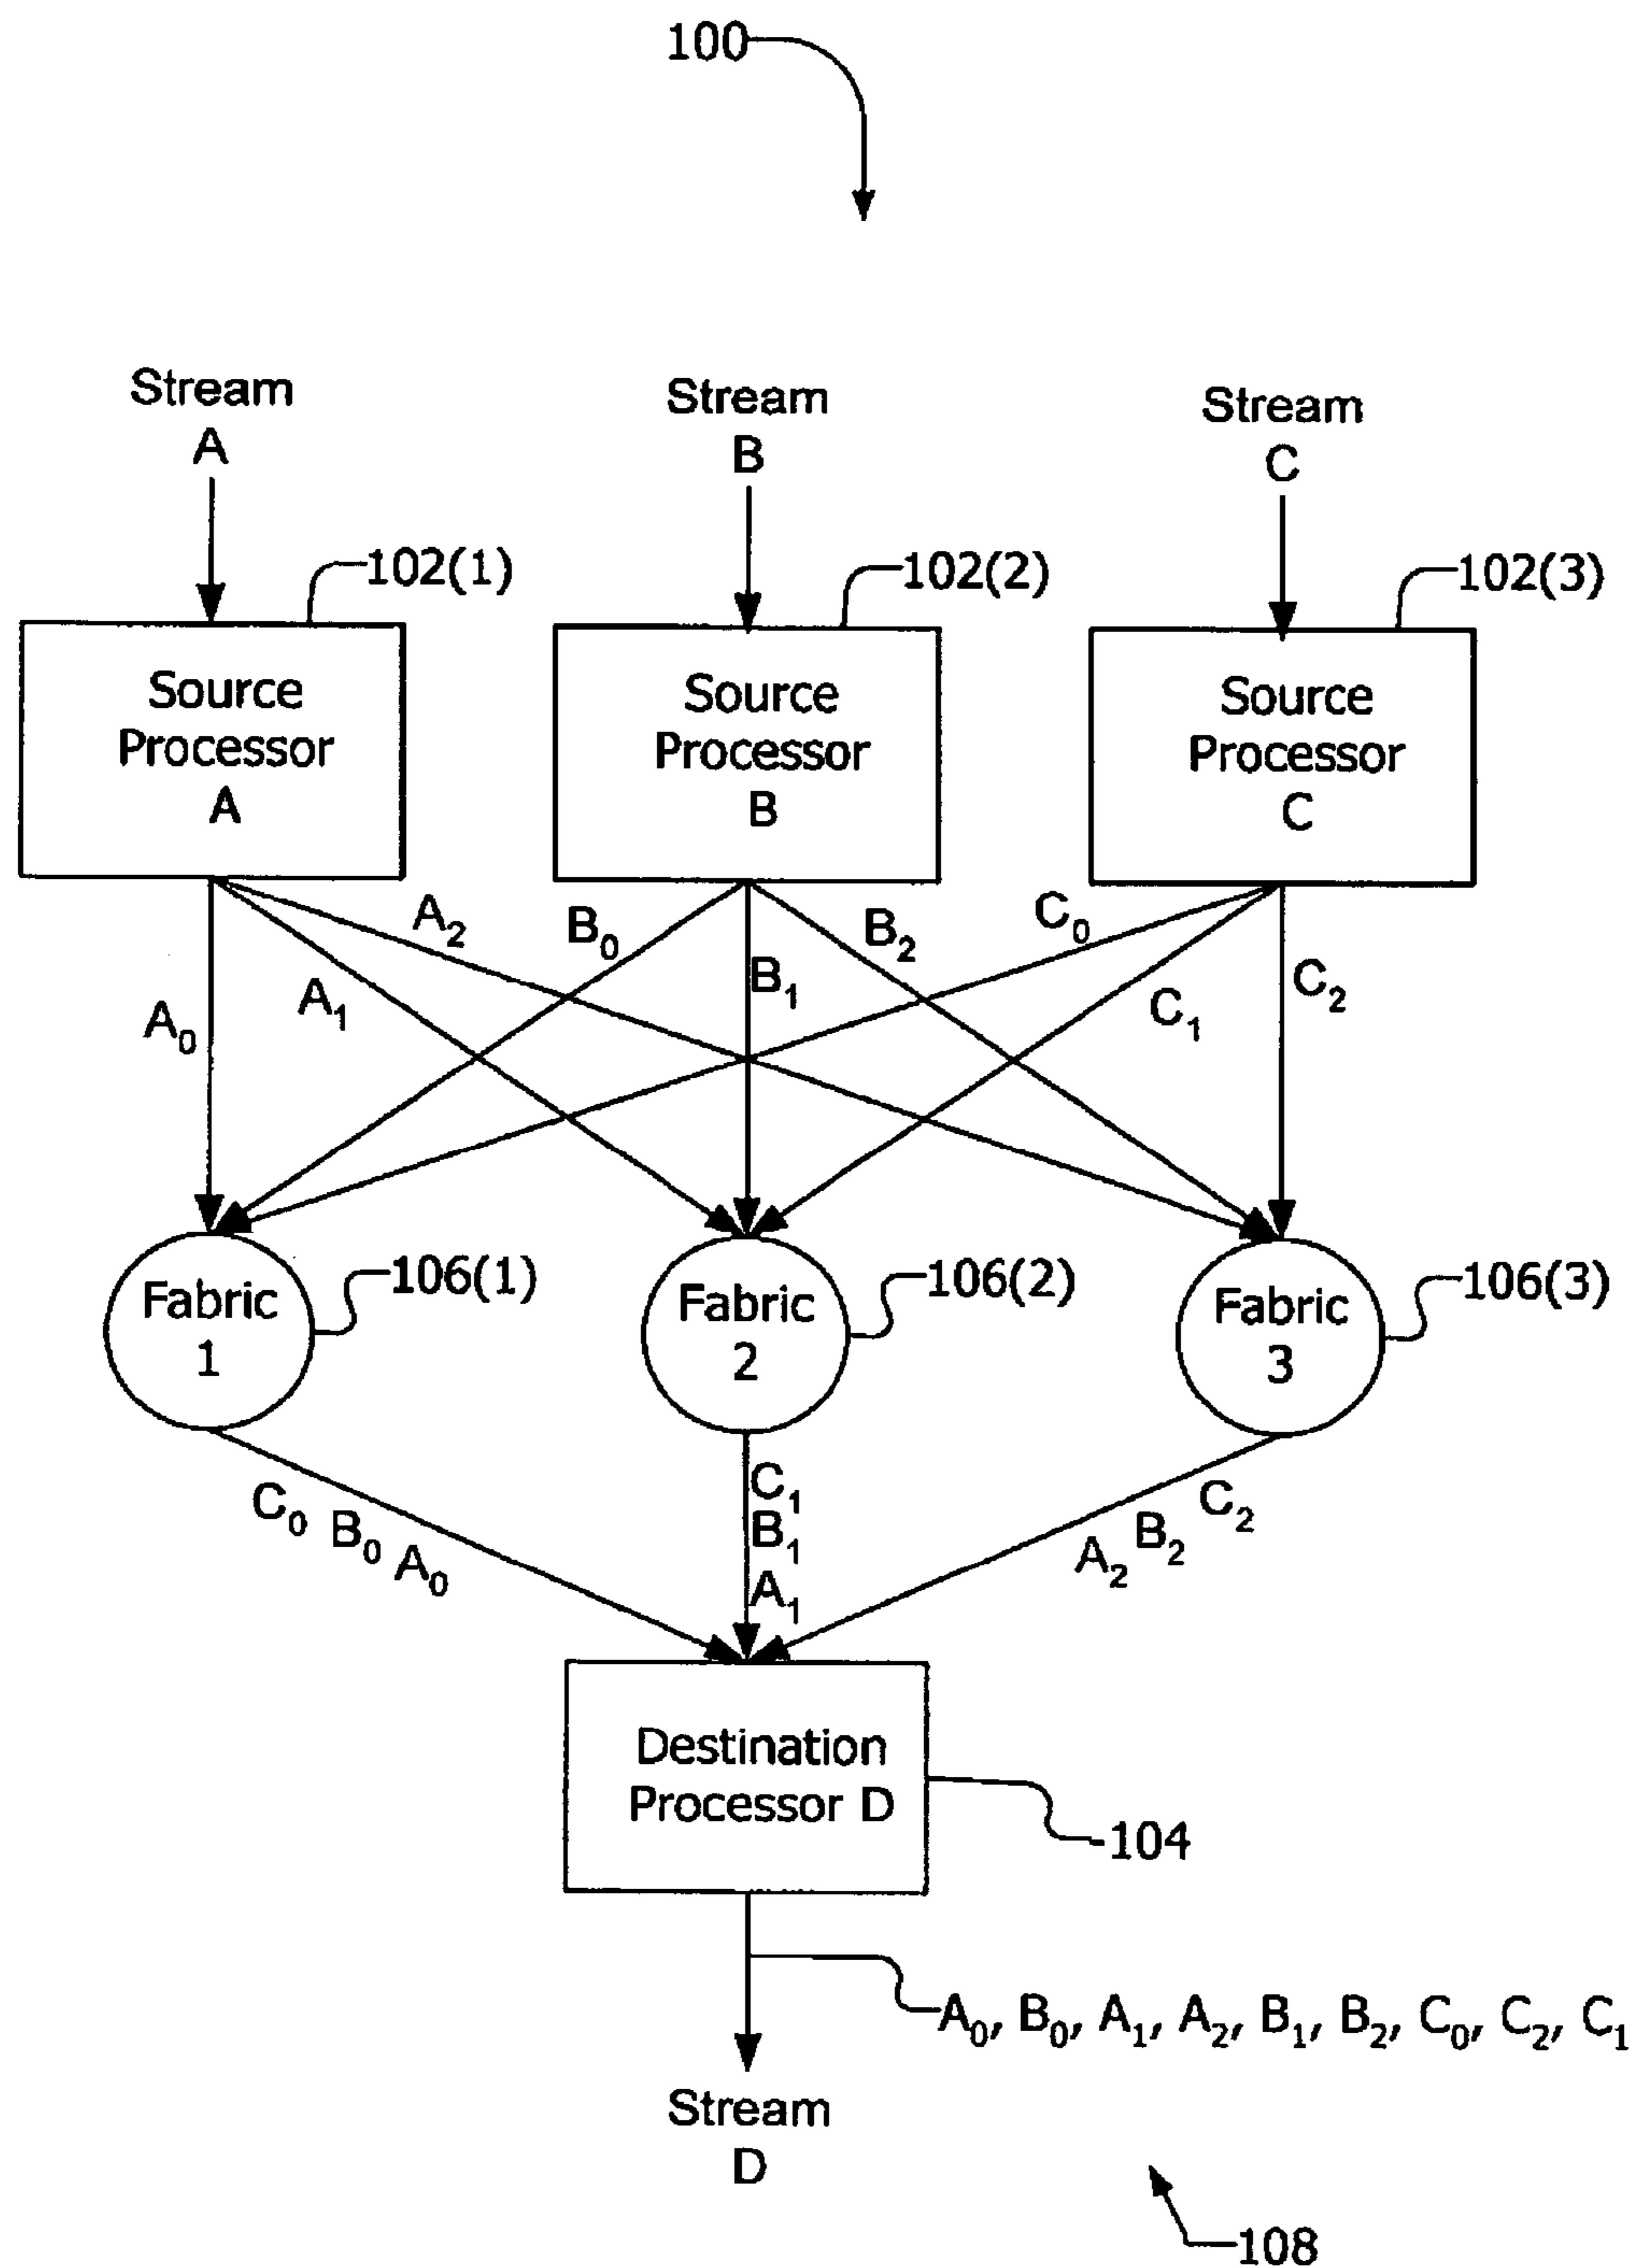 100
Stream
A
Stream
B
Stream
C
102(1)
102(2)
102(3)
Source
Processor
A
Source
Processor
B
Source
Processor
C
A₂
B₀
B₂
C₀
A₀
A₁
B₁
C₁
C₂
Fabric
1
106(1)
Fabric
2
106(2)
Fabric
3
106(3)
C₀ B₀ A₀
C₁
B₁
A₁
A₂ B₂ C₂
Destination
Processor D
104
A₀, B₀, A₁, A₂, B₁, B₂, C₀, C₂, C₁
Stream
D
108